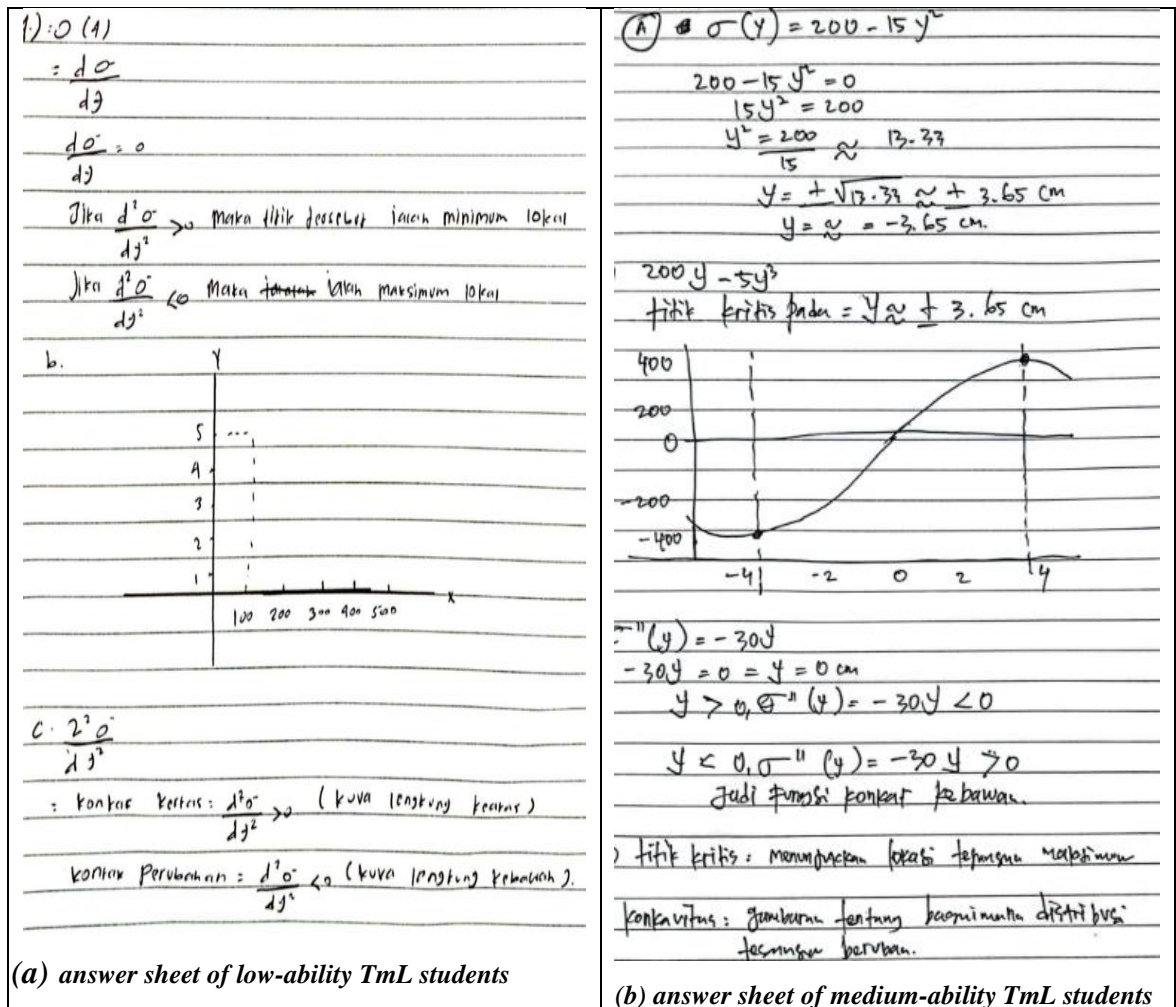 1.) : O (1)
= dσ
dy
dσ = 0
dy
Jika d²σ >0 maka titik tersebut ialah minimum lokal
dy²
Jika d²σ <0 maka ialah maksimum lokal
dy²
b.
Y
5
4
3
2
1
100 200 300 400 500 X
C. 2²σ
dy²
= konkaf keatas : d²σ >0 (kuva lengkung keatas)
dy²
konkaf Perubahan = d²σ <0 (kuva lengkung kebawah).
dy²
(a) answer sheet of low-ability TmL students
(A) σ(y) = 200 - 15y²
200 - 15y² = 0
15y² = 200
y² = 200 ≈ 13.33
15
y = ± √13.33 ≈ ± 3.65 cm
y = ≈ = -3.65 cm.
200y - 5y³
titik kritis pada = y ≈ ± 3.65 cm
400
200
0
-200
-400
-4 -2 0 2 4
σ"(y) = -30y
-30y = 0 = y = 0 cm
y > 0, σ"(y) = -30y < 0
y < 0, σ"(y) = -30y > 0
Jadi fungsi konkaf kebawah.
) titik kritis : menunjuckan lokasi tegangan maksimum
konkavitas : gambaran tentang bagaimana distribusi
tegangan berubah.
(b) answer sheet of medium-ability TmL students